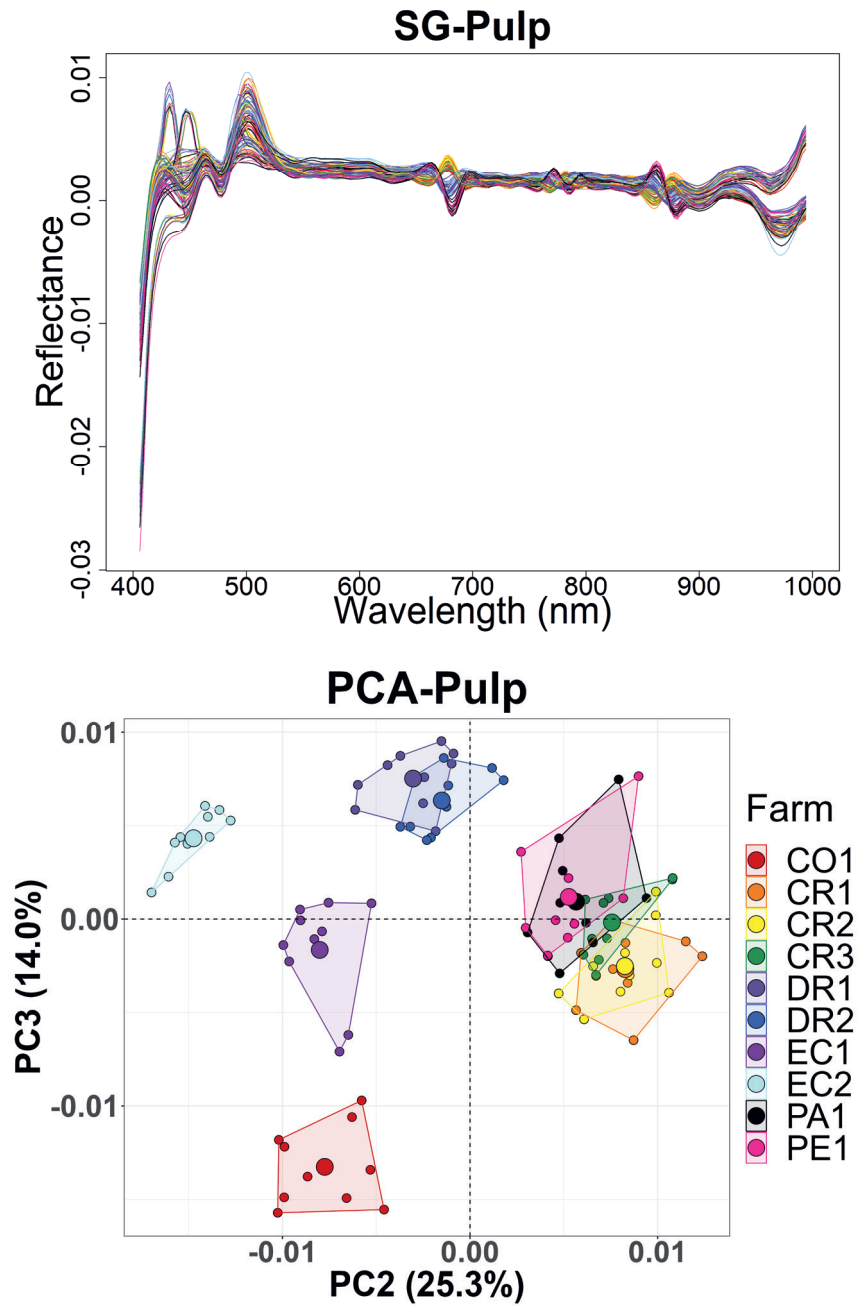 SG-Pulp
0.01
0.00
-0.01
-0.02
-0.03
Reflectance
400 500 600 700 800 900 1000
Wavelength (nm)
PCA-Pulp
0.01
0.00
-0.01
PC3 (14.0%)
-0.01 0.00 0.01
PC2 (25.3%)
Farm
CO1
CR1
CR2
CR3
DR1
DR2
EC1
EC2
PA1
PE1